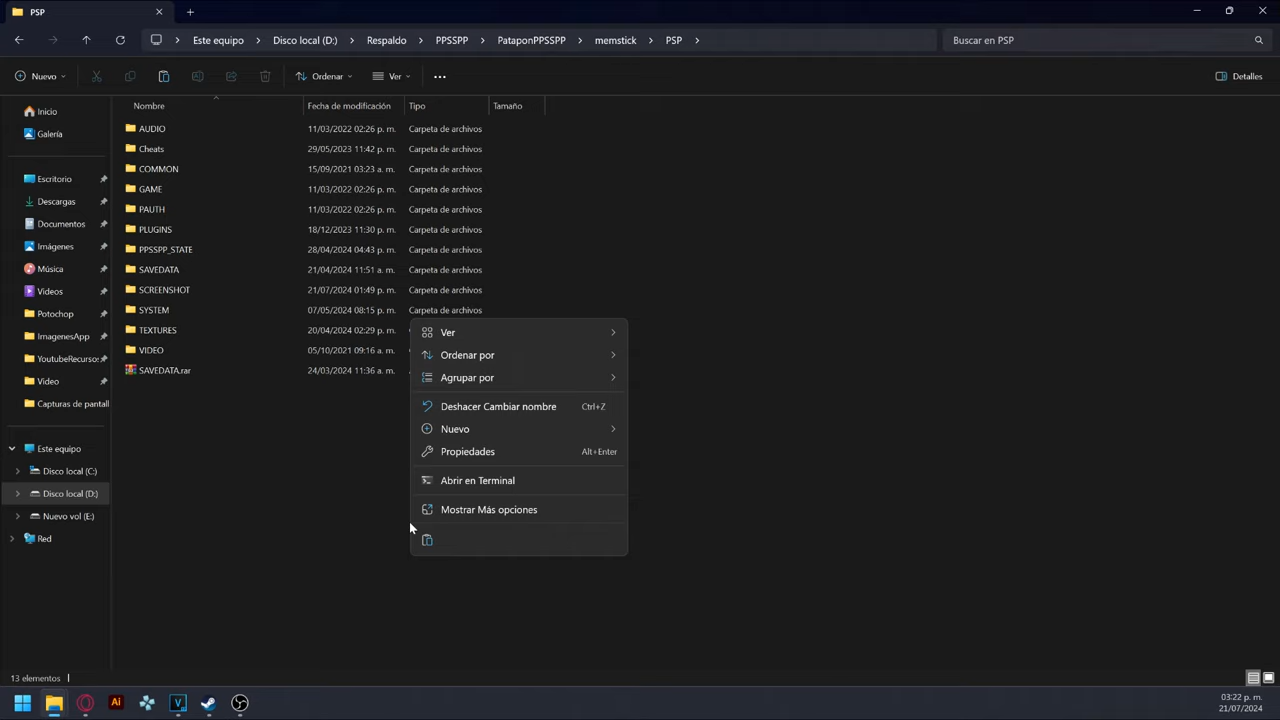 PSP
Este equipo > Disco local (D:) > Respaldo > PPSSPP > PataponPPSSPP > memstick > PSP >
Buscar en PSP
Nuevo
Ordenar
Ver
Detalles
Nombre Fecha de modificación Tipo Tamaño
Inicio
Galería
Escritorio
Descargas
Documentos
Imágenes
Música
Videos
Potochop
ImagenesApp
YoutubeRecursos
Video
Capturas de pantall
Este equipo
Disco local (C:)
Disco local (D:)
Nuevo vol (E:)
Red
AUDIO 11/03/2022 02:26 p. m. Carpeta de archivos
Cheats 29/05/2023 11:42 p. m. Carpeta de archivos
COMMON 15/09/2021 03:23 a. m. Carpeta de archivos
GAME 11/03/2022 02:26 p. m. Carpeta de archivos
PAUTH 11/03/2022 02:26 p. m. Carpeta de archivos
PLUGINS 18/12/2023 11:30 p. m. Carpeta de archivos
PPSSPP_STATE 28/04/2024 04:43 p. m. Carpeta de archivos
SAVEDATA 21/04/2024 11:51 a. m. Carpeta de archivos
SCREENSHOT 21/07/2024 01:49 p. m. Carpeta de archivos
SYSTEM 07/05/2024 08:15 p. m. Carpeta de archivos
TEXTURES 20/04/2024 02:29 p. m.
VIDEO 05/10/2021 09:16 a. m.
SAVEDATA.rar 24/03/2024 11:36 a. m.
Ver
Ordenar por
Agrupar por
Deshacer Cambiar nombre Ctrl+Z
Nuevo
Propiedades Alt+Enter
Abrir en Terminal
Mostrar Más opciones
13 elementos
Ai
V
03:22 p. m.
21/07/2024